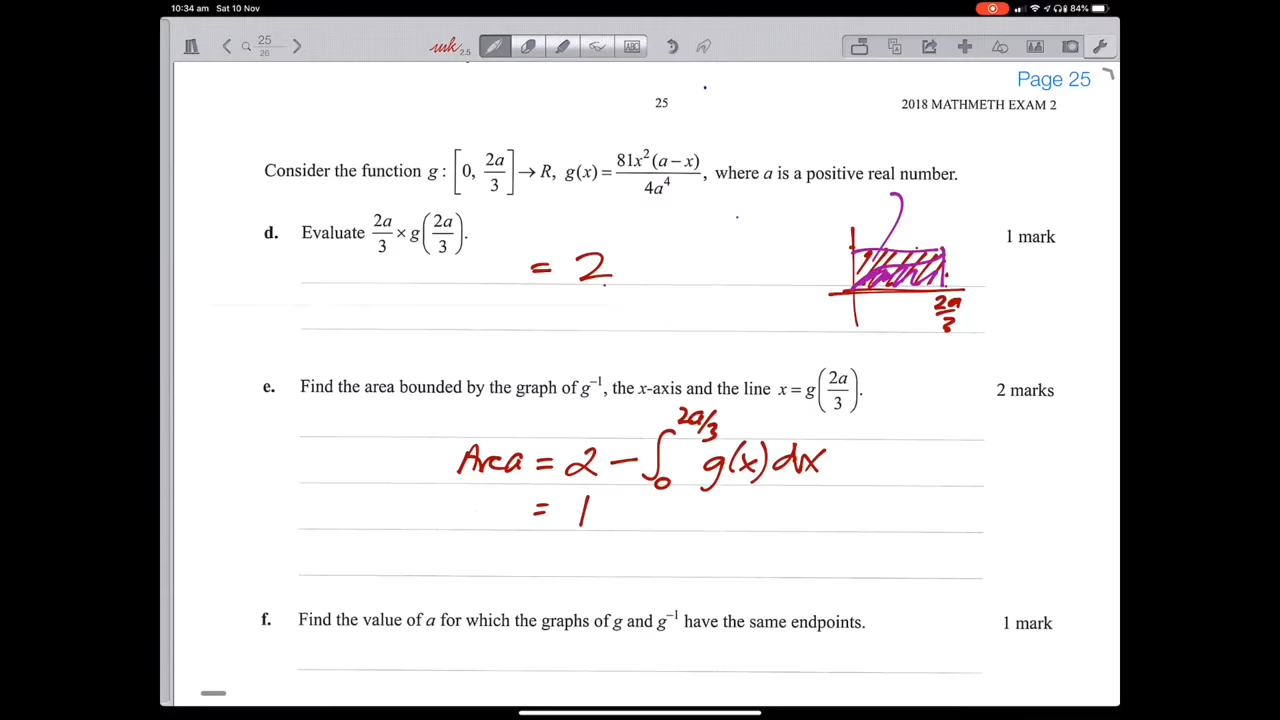 10:34 am Sat 10 Nov 84%
25
26
mk 2.5 ABC
Page 25
25 2018 MATHMETH EXAM 2
Consider the function g : [0, 2a/3] → R, g(x) = 81x²(a − x)/4a⁴, where a is a positive real number.
d. Evaluate 2a/3 × g(2a/3). 1 mark
= 2
2a/3
e. Find the area bounded by the graph of g⁻¹, the x-axis and the line x = g(2a/3). 2 marks
Area = 2 − ∫₀^(2a/3) g(x) dx
= 1
f. Find the value of a for which the graphs of g and g⁻¹ have the same endpoints. 1 mark